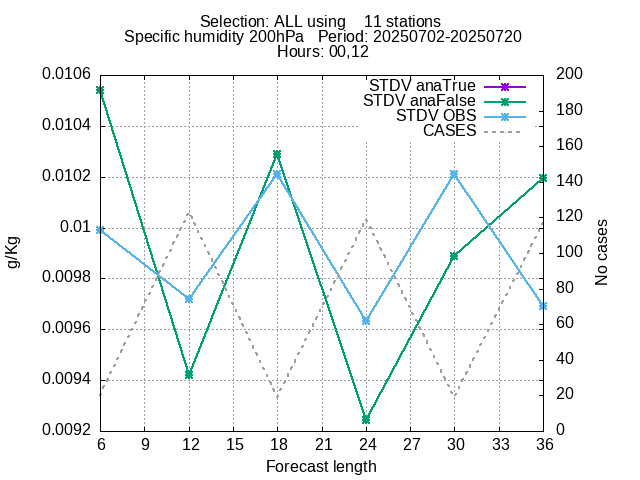 Selection: ALL using    11 stations
Specific humidity 200hPa   Period: 20250702-20250720
Hours: 00,12
STDV anaTrue
STDV anaFalse
STDV OBS
CASES
0.0106
0.0104
0.0102
0.01
0.0098
0.0096
0.0094
0.0092
g/Kg
200
180
160
140
120
100
80
60
40
20
0
No cases
6 9 12 15 18 21 24 27 30 33 36
Forecast length